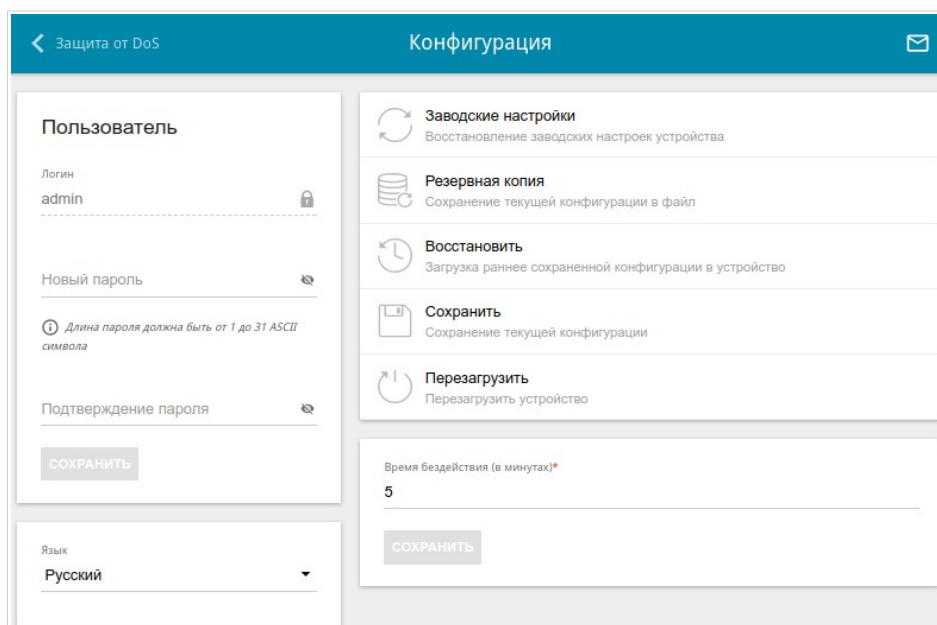 Защита от DoS
Конфигурация
Пользователь
Логин
admin
Новый пароль
Длина пароля должна быть от 1 до 31 ASCII
символа
Подтверждение пароля
СОХРАНИТЬ
Язык
Русский
Заводские настройки
Восстановление заводских настроек устройства
Резервная копия
Сохранение текущей конфигурации в файл
Восстановить
Загрузка раннее сохраненной конфигурации в устройство
Сохранить
Сохранение текущей конфигурации
Перезагрузить
Перезагрузить устройство
Время бездействия (в минутах)*
5
СОХРАНИТЬ